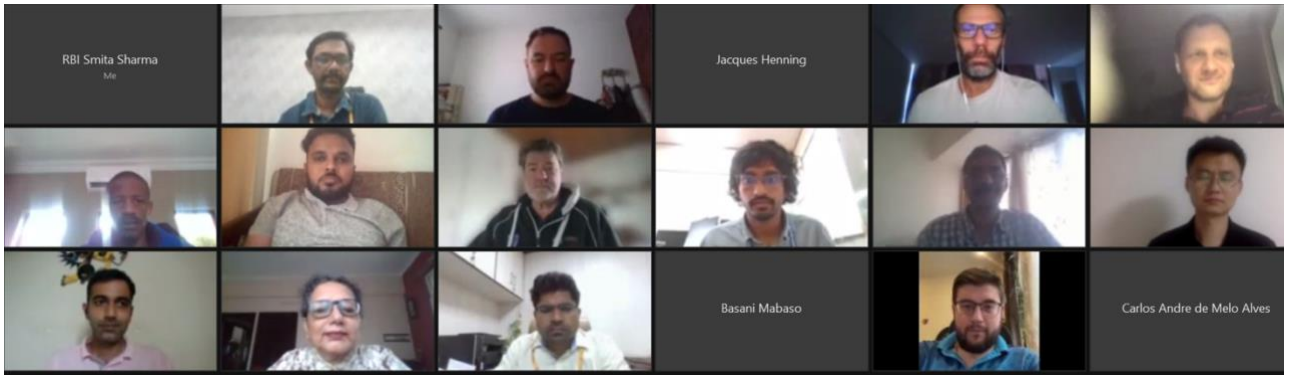 RBI Smita Sharma
Me
Jacques Henning
Basani Mabaso
Carlos Andre de Melo Alves